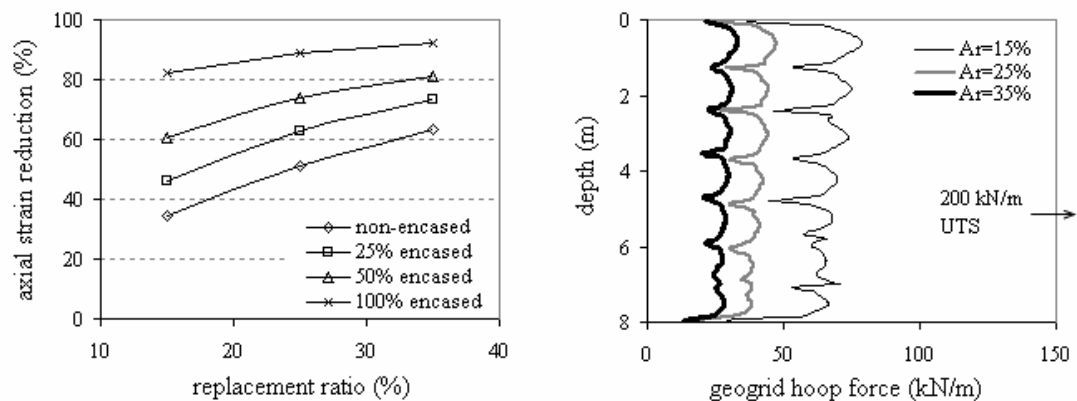 100
80
60
40
20
0
axial strain reduction (%)
non-encased
25% encased
50% encased
100% encased
10
20
30
40
replacement ratio (%)
0
2
4
6
8
depth (m)
Ar=15%
Ar=25%
Ar=35%
200 kN/m
UTS
0
50
100
150
geogrid hoop force (kN/m)